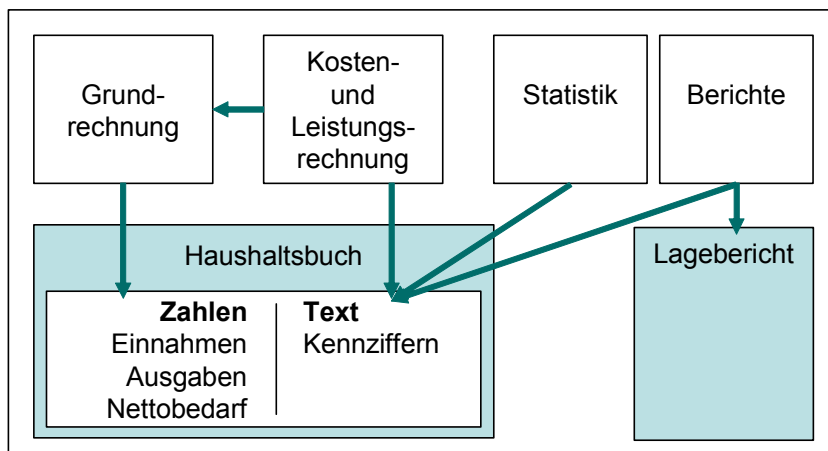 Grund-
rechnung
Kosten-
und
Leistungs-
rechnung
Statistik
Berichte
Haushaltsbuch
Zahlen
Einnahmen
Ausgaben
Nettobedarf
Text
Kennziffern
Lagebericht